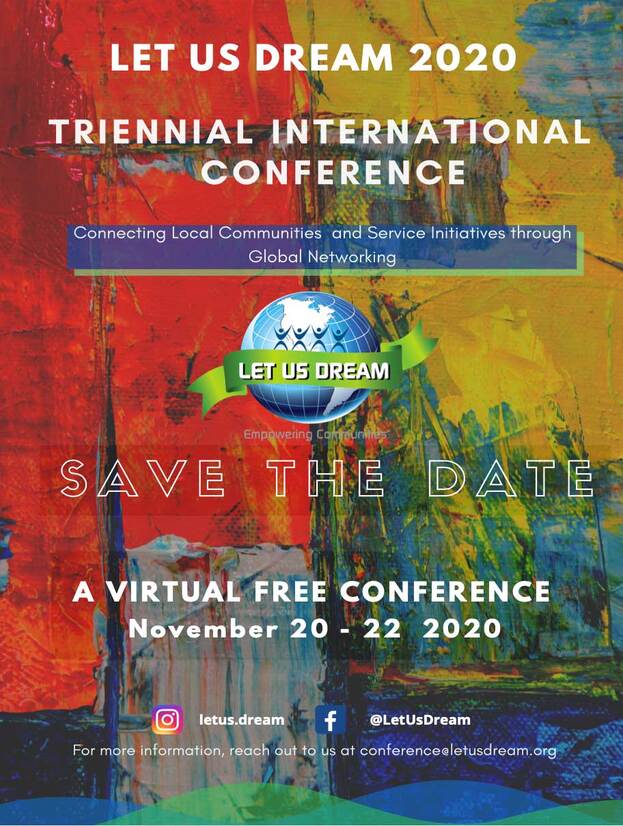 LET US DREAM 2020
TRIENNIAL INTERNATIONAL
CONFERENCE
Connecting Local Communities and Service Initiatives through
Global Networking
LET US DREAM
Empowering Communities
SAVE THE DATE
A VIRTUAL FREE CONFERENCE
November 20 - 22 2020
letus.dream @LetUsDream
For more information, reach out to us at conference@letusdream.org